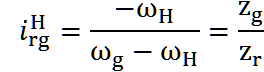 i_rg^H = -ω_H / (ω_g - ω_H) = z_g / z_r